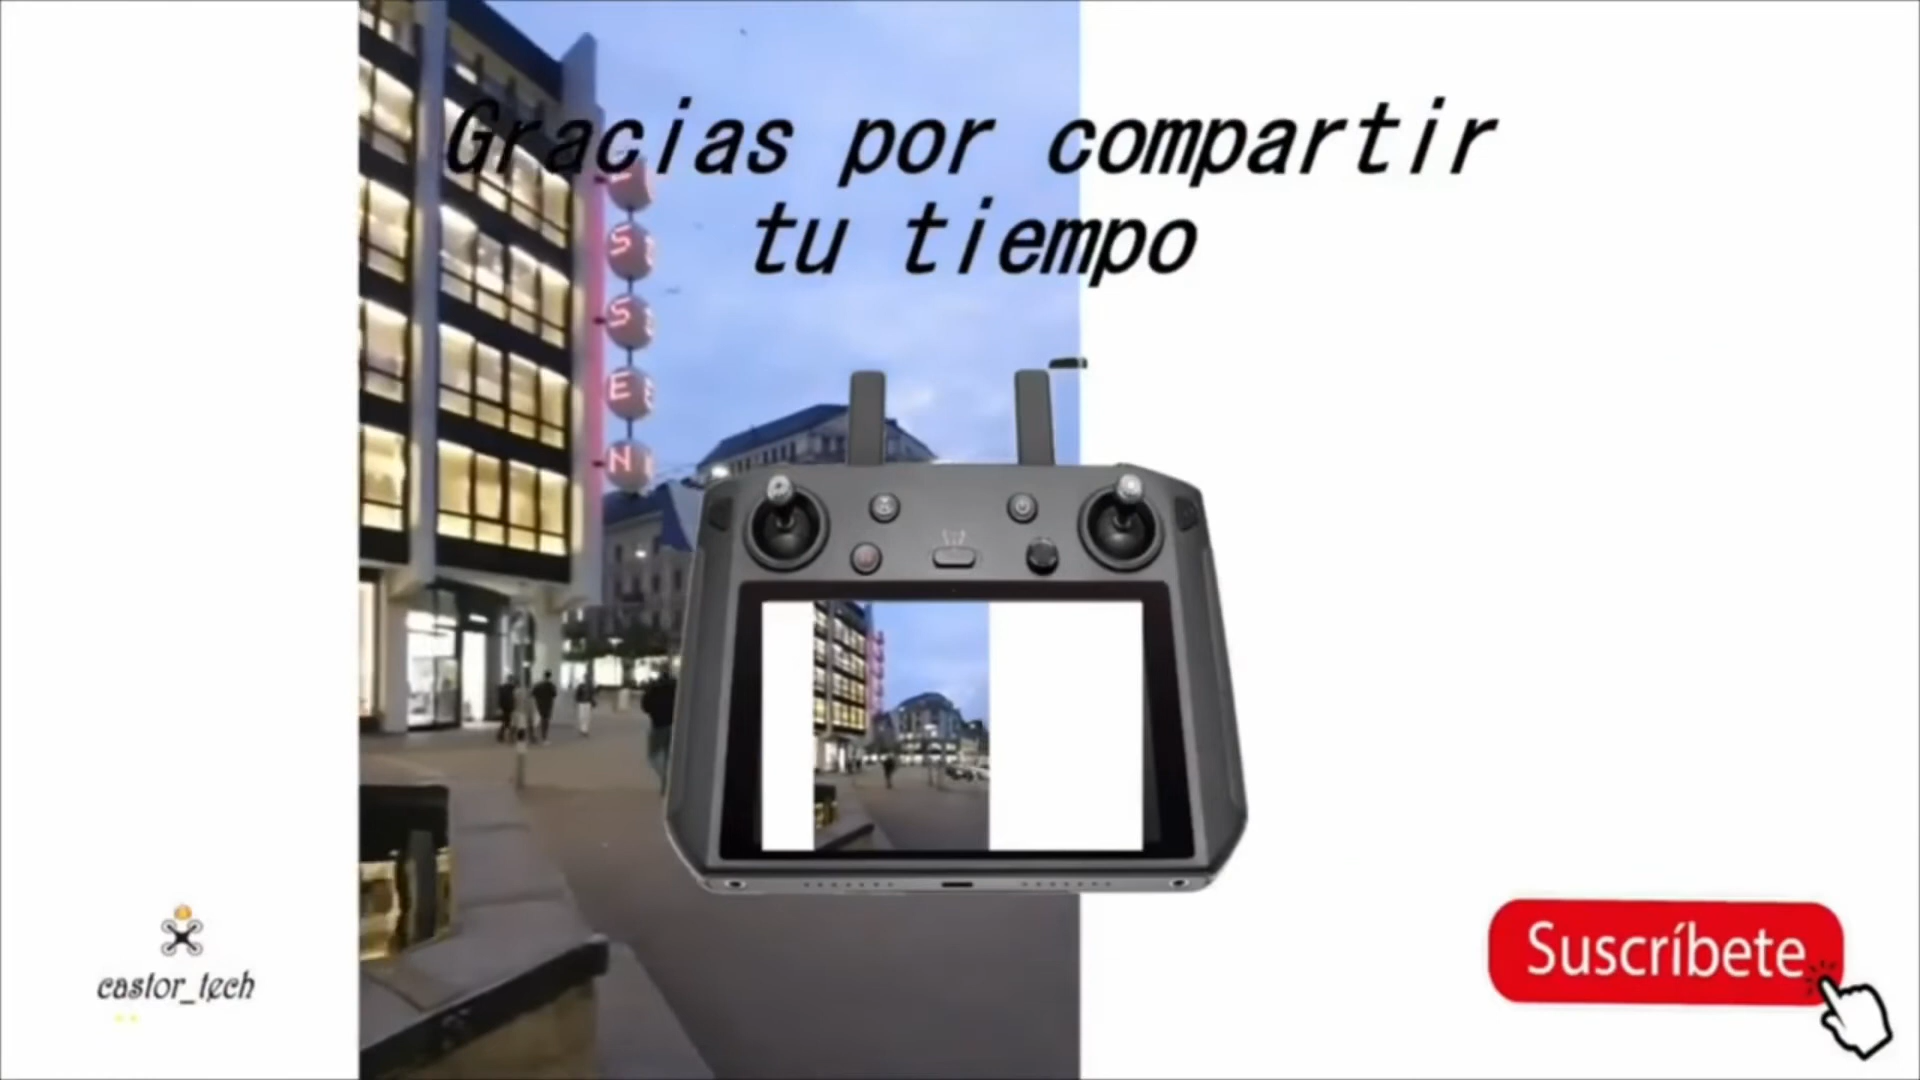 Gracias por compartir
tu tiempo
E
S
S
E
N
castor_tech
Suscríbete